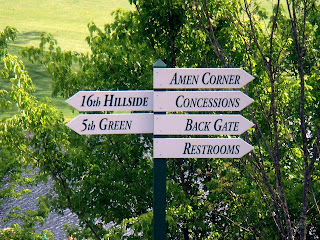 AMEN CORNER
16th HILLSIDE
CONCESSIONS
5th GREEN
BACK GATE
RESTROOMS